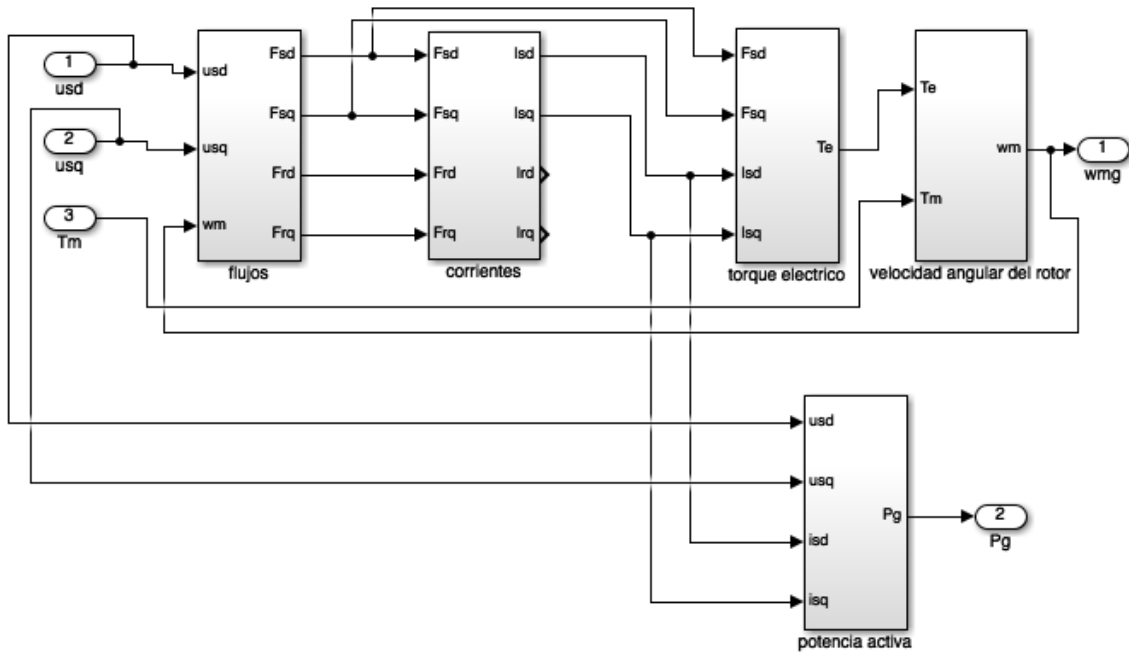 1
usd
2
usq
3
Tm
usd
usq
wm
Fsd
Fsq
Frd
Frq
flujos
Fsd
Fsq
Frd
Frq
Isd
Isq
Ird
Irq
corrientes
Fsd
Fsq
Isd
Isq
Te
torque electrico
Te
Tm
wm
velocidad angular del rotor
1
wmg
usd
usq
isd
isq
Pg
potencia activa
2
Pg